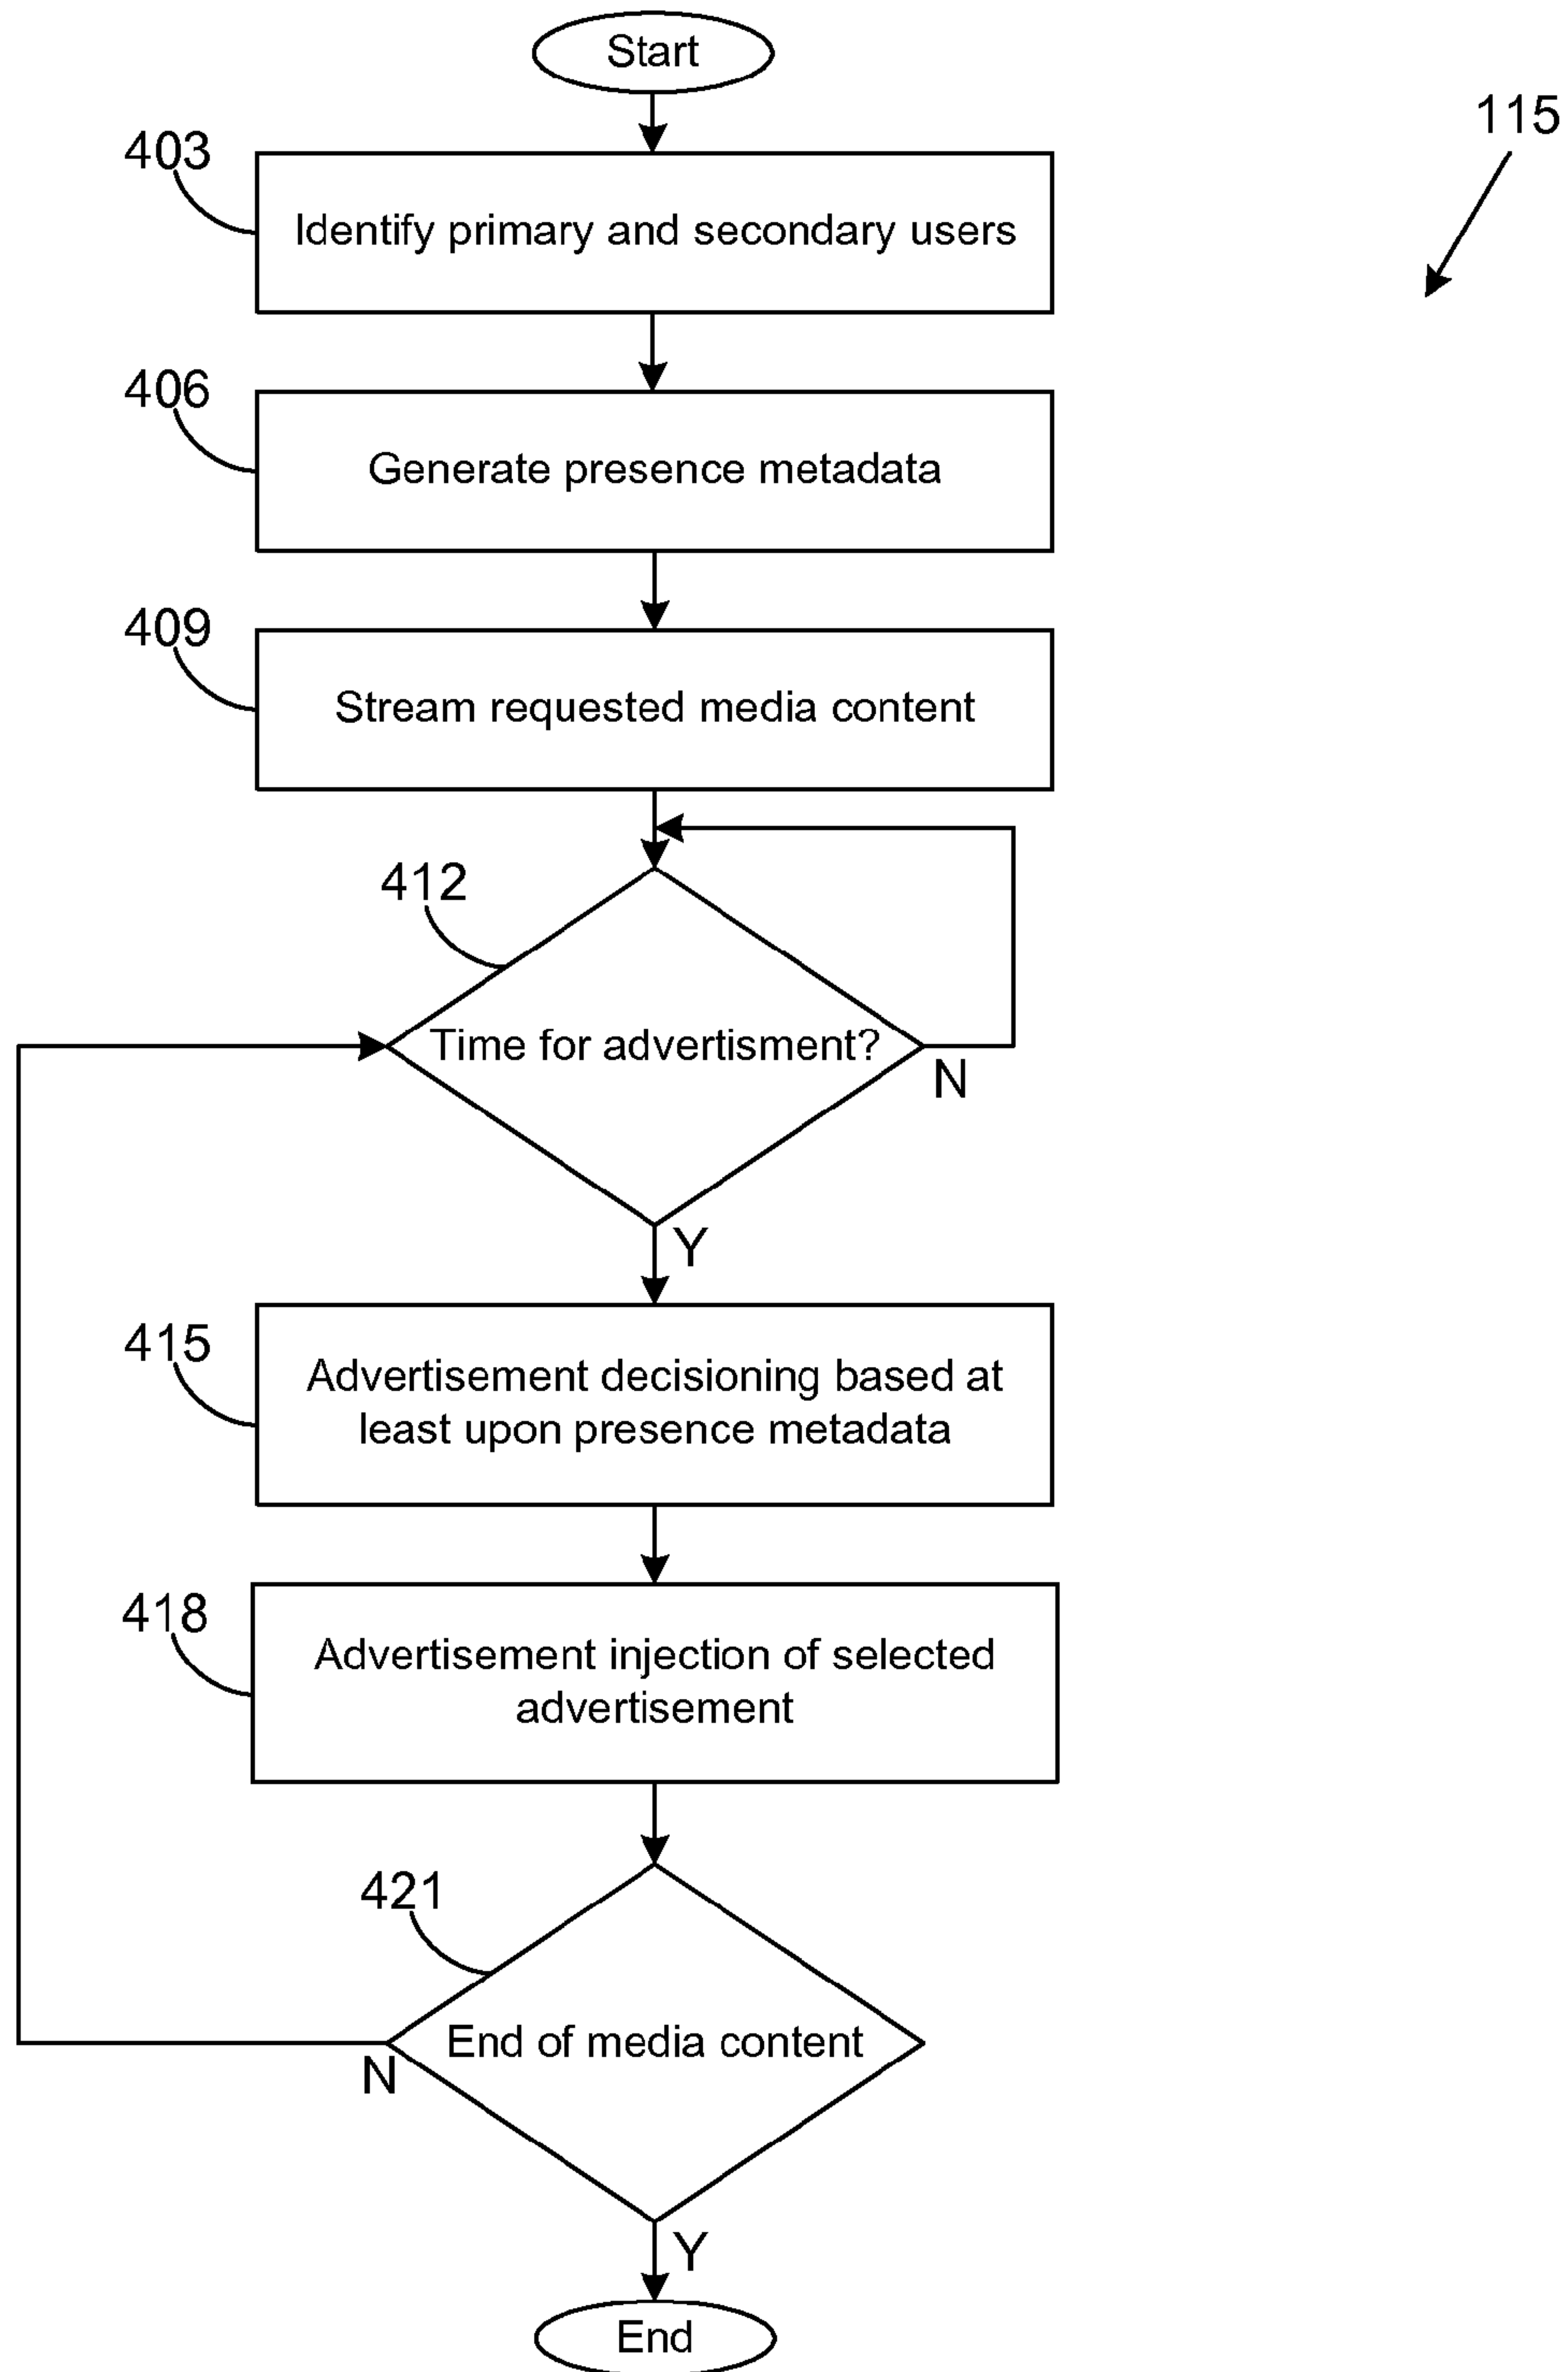 Start
115
403
Identify primary and secondary users
406
Generate presence metadata
409
Stream requested media content
412
Time for advertisment?
N
Y
415
Advertisement decisioning based at
least upon presence metadata
418
Advertisement injection of selected
advertisement
421
End of media content
N
Y
End